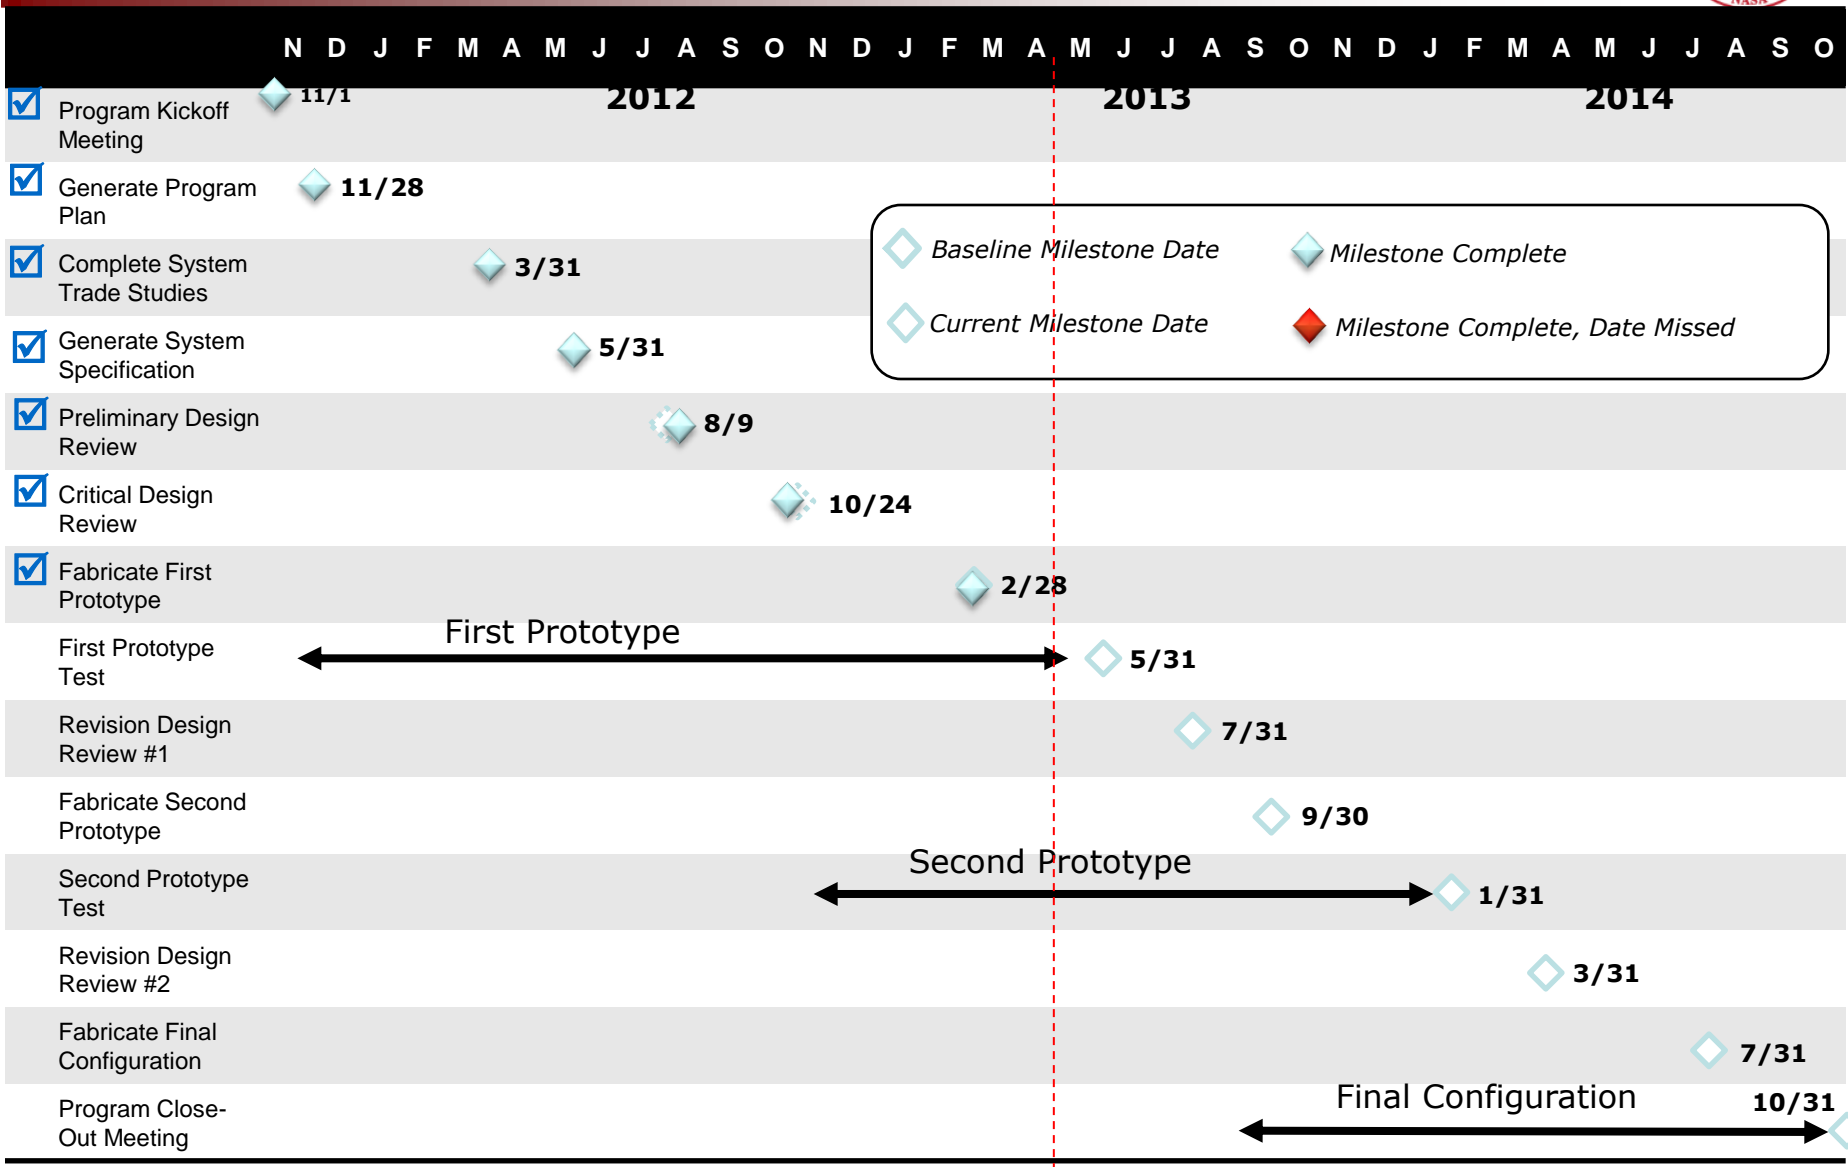 NASA
N D J F M A M J J A S O N D J F M A M J J A S O N D J F M A M J J A S O
2012 2013 2014
Program Kickoff
Meeting
11/1
Generate Program
Plan
11/28
Complete System
Trade Studies
3/31
Baseline Milestone Date
Milestone Complete
Current Milestone Date
Milestone Complete, Date Missed
Generate System
Specification
5/31
Preliminary Design
Review
8/9
Critical Design
Review
10/24
Fabricate First
Prototype
2/28
First Prototype
First Prototype
Test
5/31
Revision Design
Review #1
7/31
Fabricate Second
Prototype
9/30
Second Prototype
Second Prototype
Test
1/31
Revision Design
Review #2
3/31
Fabricate Final
Configuration
7/31
Final Configuration
Program Close-
Out Meeting
10/31